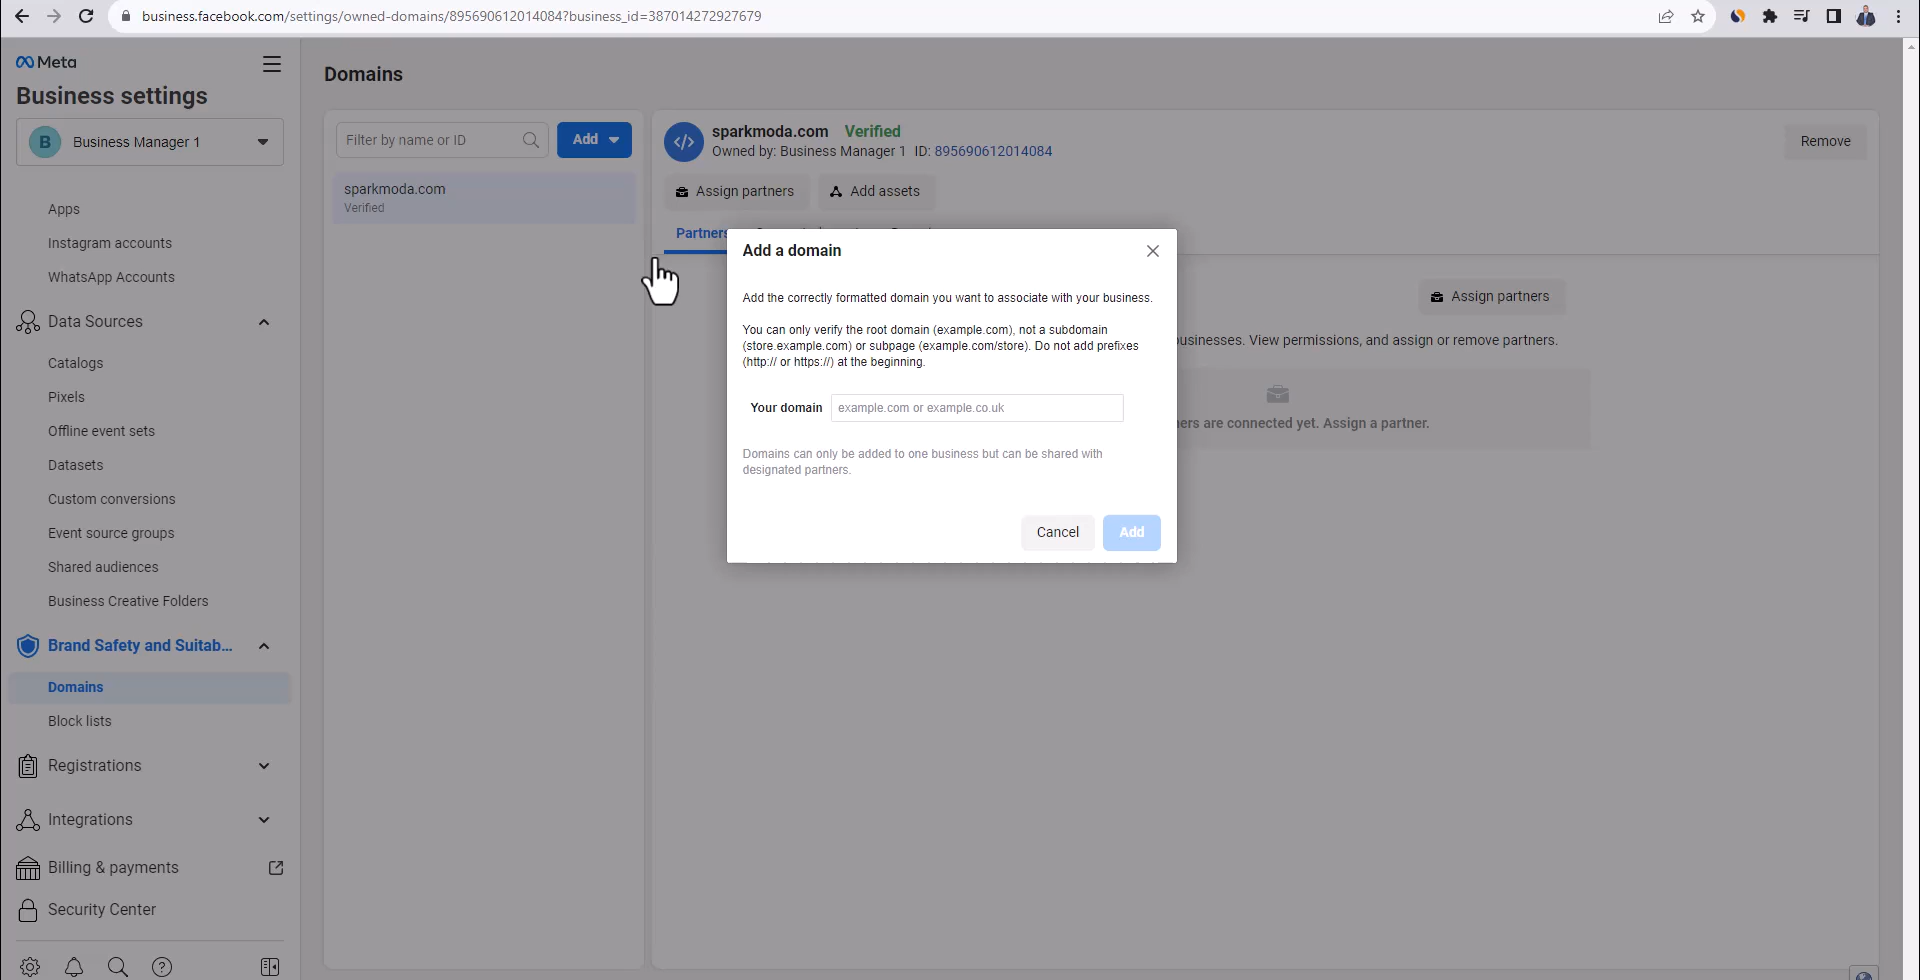 business.facebook.com/settings/owned-domains/895690612014084?business_id=387014272927679
Meta
Business settings
B
Business Manager 1
Apps
Instagram accounts
WhatsApp Accounts
Data Sources
Catalogs
Pixels
Offline event sets
Datasets
Custom conversions
Event source groups
Shared audiences
Business Creative Folders
Brand Safety and Suitab...
Domains
Block lists
Registrations
Integrations
Billing & payments
Security Center
Domains
Filter by name or ID
Add
sparkmoda.com
Verified
sparkmoda.com Verified
Owned by: Business Manager 1 ID: 895690612014084
Remove
Assign partners
Add assets
Partners
Assign partners
usinesses. View permissions, and assign or remove partners.
ers are connected yet. Assign a partner.
Add a domain
Add the correctly formatted domain you want to associate with your business.
You can only verify the root domain (example.com), not a subdomain
(store.example.com) or subpage (example.com/store). Do not add prefixes
(http:// or https://) at the beginning.
Your domain
example.com or example.co.uk
Domains can only be added to one business but can be shared with
designated partners.
Cancel
Add